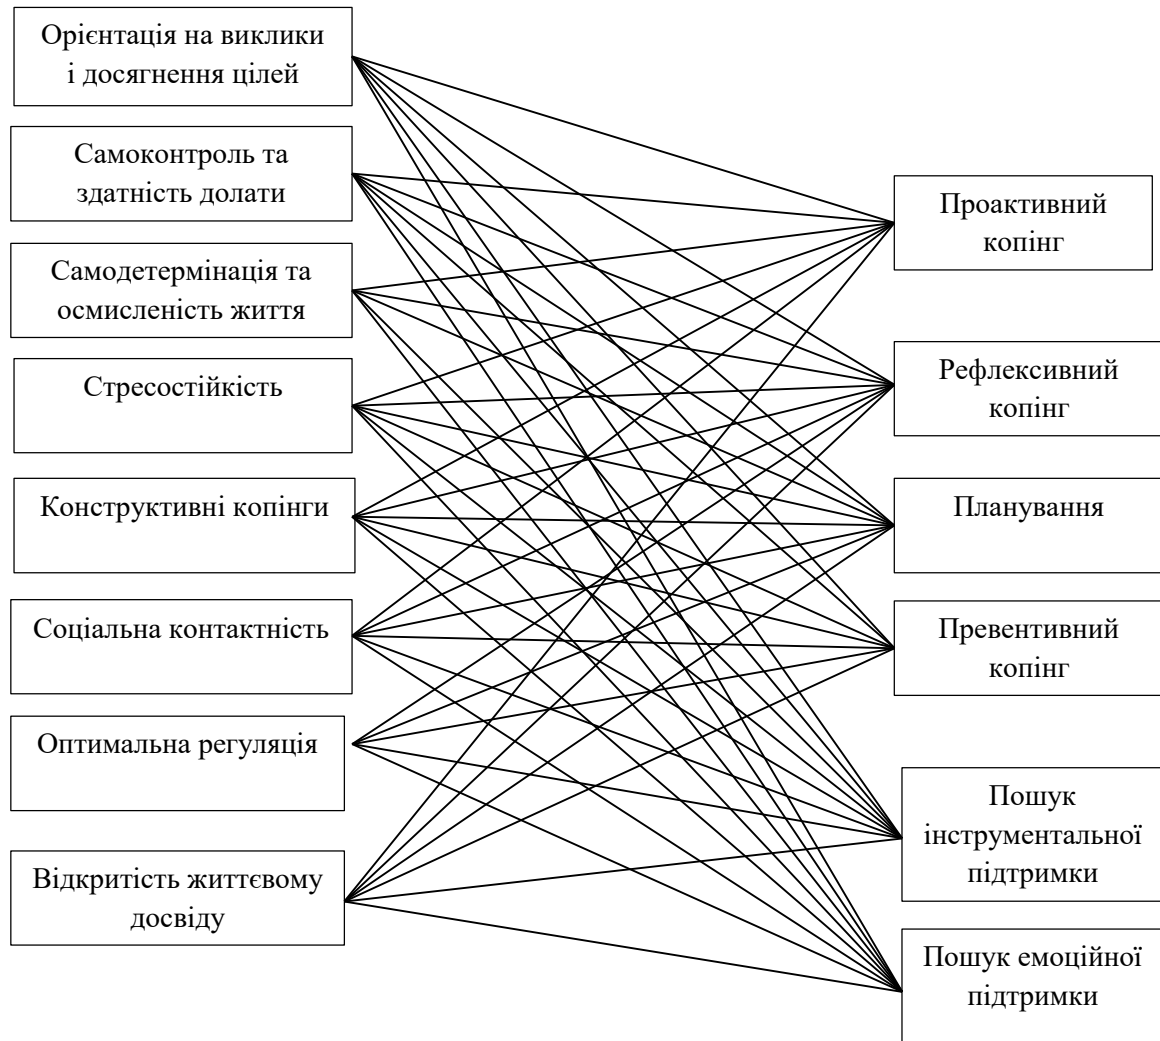 Орієнтація на виклики
і досягнення цілей
Самоконтроль та
здатність долати
Самодетермінація та
осмисленість життя
Стресостійкість
Конструктивні копінги
Соціальна контактність
Оптимальна регуляція
Відкритість життєвому
досвіду
Проактивний
копінг
Рефлексивний
копінг
Планування
Превентивний
копінг
Пошук
інструментальної
підтримки
Пошук емоційної
підтримки